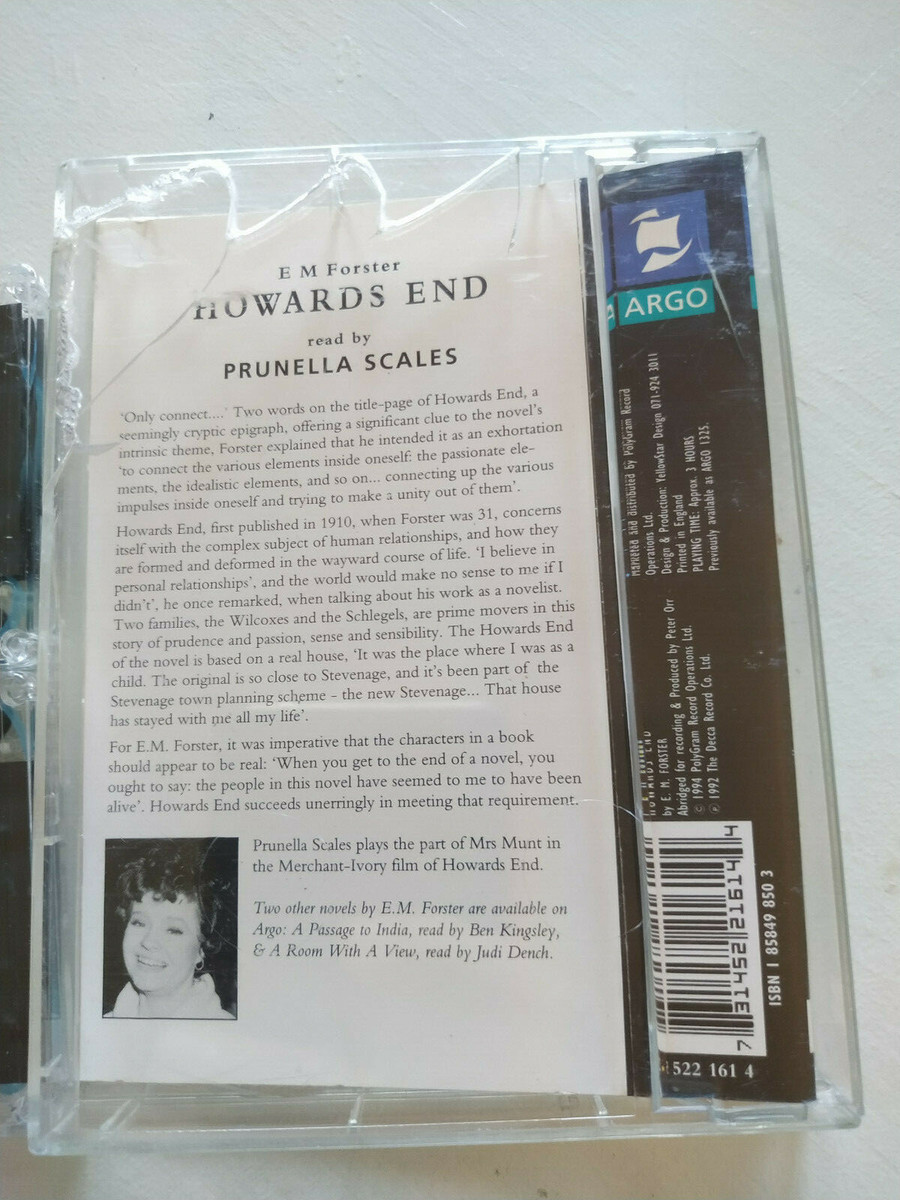 E M Forster
HOWARDS END
read by
PRUNELLA SCALES
'Only connect....' Two words on the title-page of Howards End, a
seemingly cryptic epigraph, offering a significant clue to the novel's
intrinsic theme, Forster explained that he intended it as an exhortation
'to connect the various elements inside oneself: the passionate ele-
ments, the idealistic elements, and so on... connecting up the various
impulses inside oneself and trying to make a unity out of them'.
Howards End, first published in 1910, when Forster was 31, concerns
itself with the complex subject of human relationships, and how they
are formed and deformed in the wayward course of life. 'I believe in
personal relationships', and the world would make no sense to me if I
didn't', he once remarked, when talking about his work as a novelist.
Two families, the Wilcoxes and the Schlegels, are prime movers in this
story of prudence and passion, sense and sensibility. The Howards End
of the novel is based on a real house, 'It was the place where I was as a
child. The original is so close to Stevenage, and it's been part of the
Stevenage town planning scheme - the new Stevenage... That house
has stayed with me all my life'.
For E.M. Forster, it was imperative that the characters in a book
should appear to be real: 'When you get to the end of a novel, you
ought to say: the people in this novel have seemed to me to have been
alive'. Howards End succeeds unerringly in meeting that requirement.
Prunella Scales plays the part of Mrs Munt in
the Merchant-Ivory film of Howards End.
Two other novels by E.M. Forster are available on
Argo: A Passage to India, read by Ben Kingsley,
& A Room With A View, read by Judi Dench.
ARGO
HOWARDS END
by E. M. FORSTER
Abridged for recording & Produced by Peter Orr
© 1994 PolyGram Record Operations Ltd.
℗ 1992 The Decca Record Co. Ltd.
Marketed and distributed by PolyGram Record
Operations Ltd.
Design & Production: YellowStar Design 071-924 3011
Printed in England
PLAYING TIME: Approx. 3 HOURS
Previously available as ARGO 1325.
7 31452 21614 4
ISBN 1 85849 850 3
522 161 4